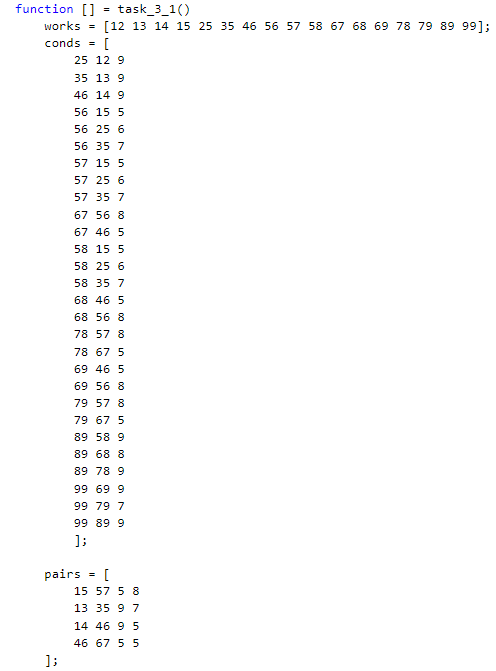 function [] = task_3_1()
works = [12 13 14 15 25 35 46 56 57 58 67 68 69 78 79 89 99];
conds = [
25 12 9
35 13 9
46 14 9
56 15 5
56 25 6
56 35 7
57 15 5
57 25 6
57 35 7
67 56 8
67 46 5
58 15 5
58 25 6
58 35 7
68 46 5
68 56 8
78 57 8
78 67 5
69 46 5
69 56 8
79 57 8
79 67 5
89 58 9
89 68 8
89 78 9
99 69 9
99 79 7
99 89 9
];
pairs = [
15 57 5 8
13 35 9 7
14 46 9 5
46 67 5 5
];